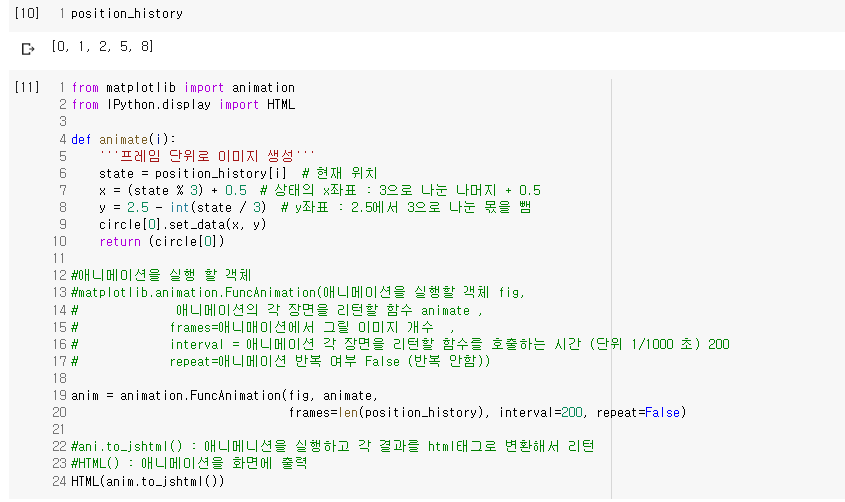 [10] 1 position_history
[0, 1, 2, 5, 8]
[11] 1 from matplotlib import animation
2 from IPython.display import HTML
3
4 def animate(i):
5 '''프레임 단위로 이미지 생성'''
6 state = position_history[i] # 현재 위치
7 x = (state % 3) + 0.5 # 상태의 x좌표 : 3으로 나눈 나머지 + 0.5
8 y = 2.5 - int(state / 3) # y좌표 : 2.5에서 3으로 나눈 몫을 뺌
9 circle[0].set_data(x, y)
10 return (circle[0])
11
12 #애니메이션을 실행 할 객체
13 #matplotlib.animation.FuncAnimation(애니메이션을 실행할 객체 fig,
14 # 애니메이션의 각 장면을 리턴할 함수 animate ,
15 # frames=애니매이션에서 그릴 이미지 개수 ,
16 # interval = 애니메이션 각 장면을 리턴할 함수를 호출하는 시간 (단위 1/1000 초) 200
17 # repeat=애니메이션 반복 여부 False (반복 안함))
18
19 anim = animation.FuncAnimation(fig, animate,
20 frames=len(position_history), interval=200, repeat=False)
21
22 #ani.to_jshtml() : 애니메니션을 실행하고 각 결과를 html태그로 변환해서 리턴
23 #HTML() : 애니메이션을 화면에 출력
24 HTML(anim.to_jshtml())